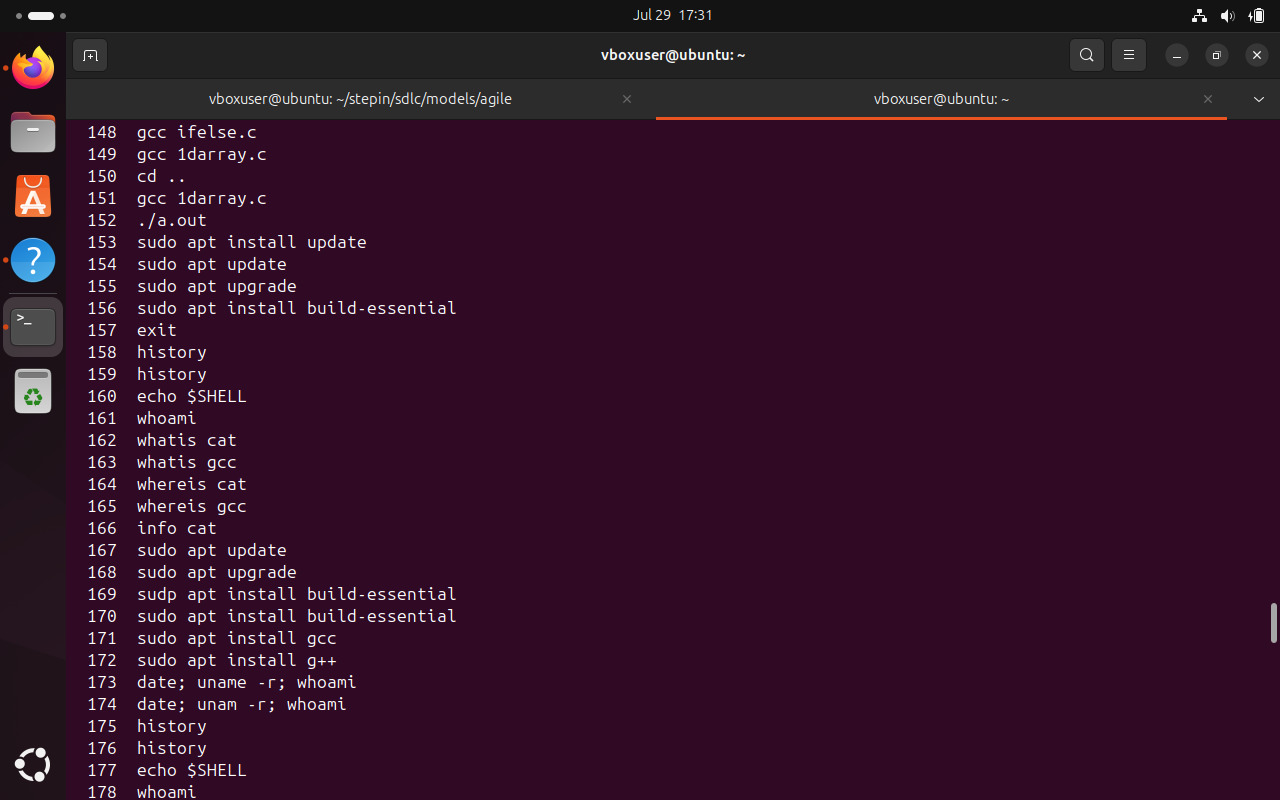 Jul 29 17:31
vboxuser@ubuntu: ~
vboxuser@ubuntu: ~/stepin/sdlc/models/agile
vboxuser@ubuntu: ~
148 gcc ifelse.c
149 gcc 1darray.c
150 cd ..
151 gcc 1darray.c
152 ./a.out
153 sudo apt install update
154 sudo apt update
155 sudo apt upgrade
156 sudo apt install build-essential
157 exit
158 history
159 history
160 echo $SHELL
161 whoami
162 whatis cat
163 whatis gcc
164 whereis cat
165 whereis gcc
166 info cat
167 sudo apt update
168 sudo apt upgrade
169 sudp apt install build-essential
170 sudo apt install build-essential
171 sudo apt install gcc
172 sudo apt install g++
173 date; uname -r; whoami
174 date; unam -r; whoami
175 history
176 history
177 echo $SHELL
178 whoami